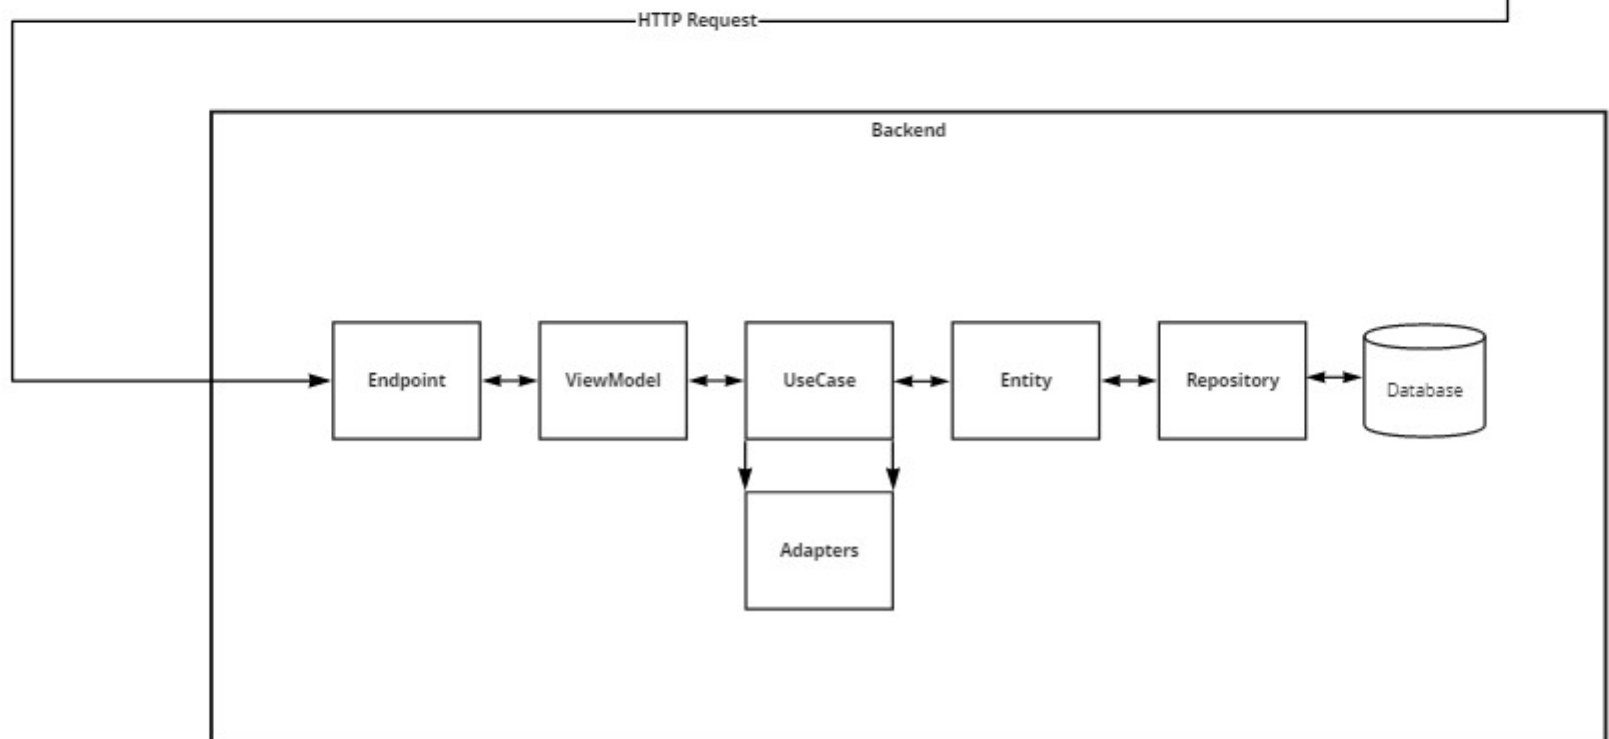 HTTP Request
Backend
Endpoint
ViewModel
UseCase
Entity
Repository
Database
Adapters